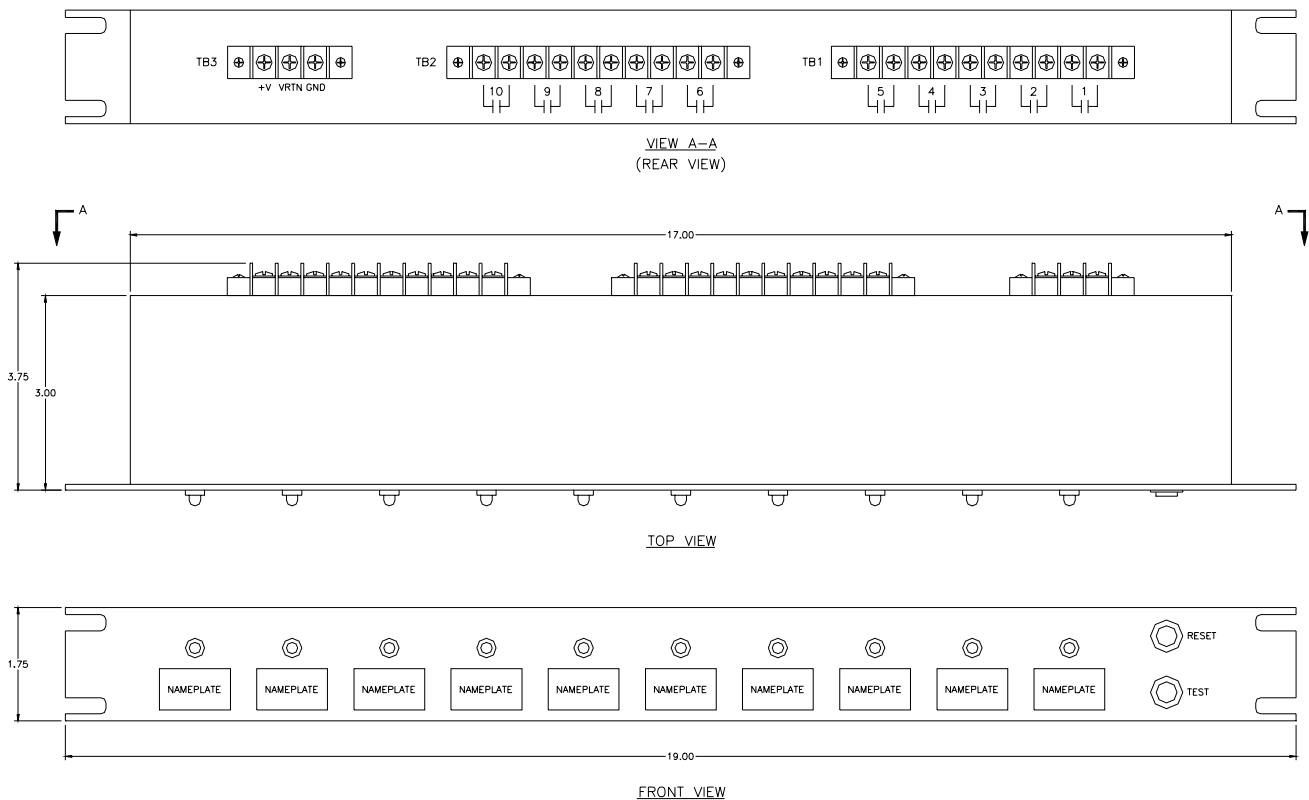 TB3
+V VRTN GND
TB2
10 9 8 7 6
TB1
5 4 3 2 1
VIEW A-A
(REAR VIEW)
A
A
17.00
3.75
3.00
TOP VIEW
1.75
NAMEPLATE NAMEPLATE NAMEPLATE NAMEPLATE NAMEPLATE NAMEPLATE NAMEPLATE NAMEPLATE NAMEPLATE NAMEPLATE
RESET
TEST
19.00
FRONT VIEW